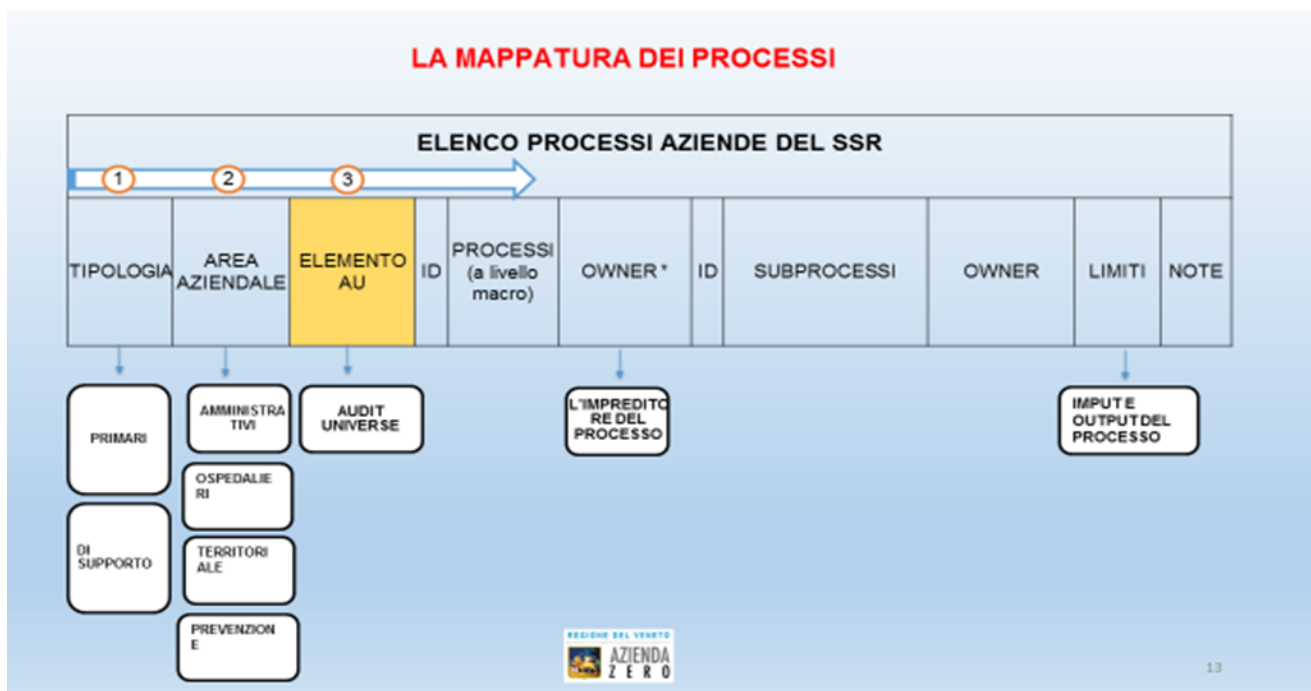 LA MAPPATURA DEI PROCESSI
ELENCO PROCESSI AZIENDE DEL SSR
1
2
3
TIPOLOGIA
AREA
AZIENDALE
ELEMENTO
AU
ID
PROCESSI
(a livello
macro)
OWNER *
ID
SUBPROCESSI
OWNER
LIMITI
NOTE
PRIMARI
DI
SUPPORTO
AMMINISTRA
TIVI
OSPEDALIE
RI
TERRITORI
ALE
PREVENZION
E
AUDIT
UNIVERSE
L'IMPREDITO
RE DEL
PROCESSO
IMPUT E
OUTPUT DEL
PROCESSO
REGIONE DEL VENETO
AZIENDA
ZERO
13